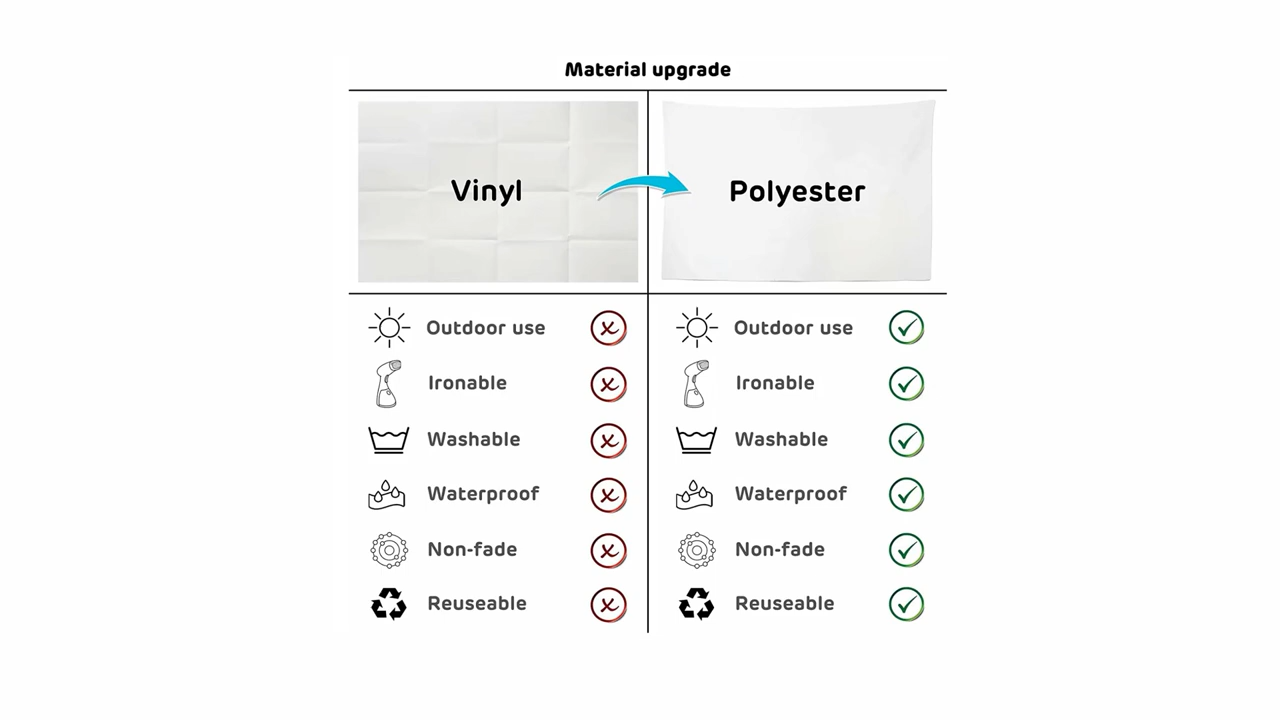 Material upgrade
Vinyl
Polyester
Outdoor use
Outdoor use
Ironable
Ironable
Washable
Washable
Waterproof
Waterproof
Non-fade
Non-fade
Reuseable
Reuseable